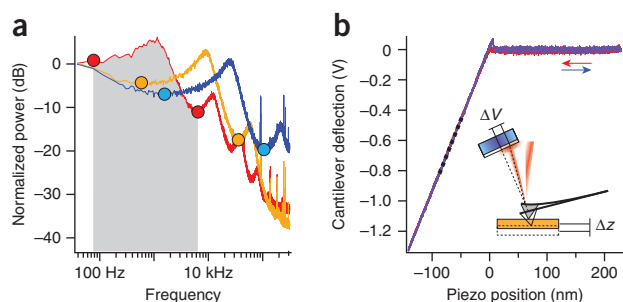 a
Normalized power (dB)
0
−10
−20
−30
−40
100 Hz
10 kHz
Frequency
b
Cantilever deflection (V)
0
−0.2
−0.4
−0.6
−0.8
−1.0
−1.2
ΔV
Δz
−100
0
100
200
Piezo position (nm)